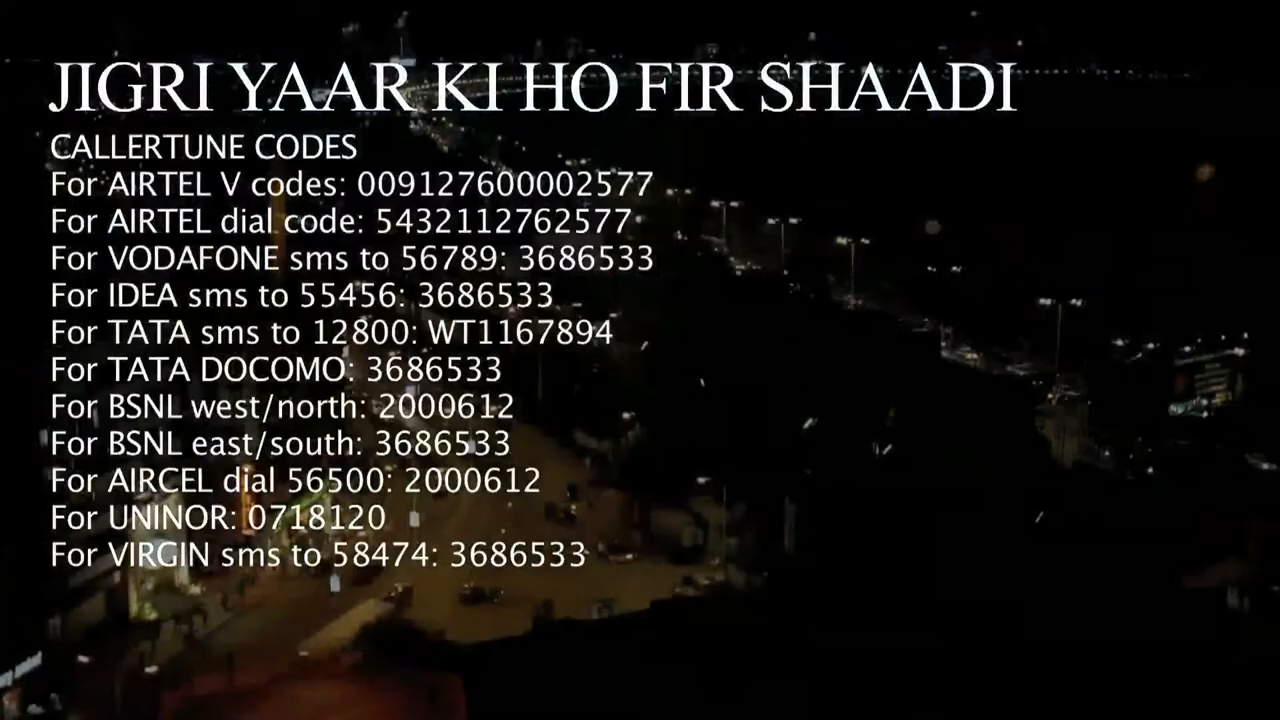 JIGRI YAAR KI HO FIR SHAADI
CALLERTUNE CODES
For AIRTEL V codes: 009127600002577
For AIRTEL dial code: 5432112762577
For VODAFONE sms to 56789: 3686533
For IDEA sms to 55456: 3686533
For TATA sms to 12800: WT1167894
For TATA DOCOMO: 3686533
For BSNL west/north: 2000612
For BSNL east/south: 3686533
For AIRCEL dial 56500: 2000612
For UNINOR: 0718120
For VIRGIN sms to 58474: 3686533